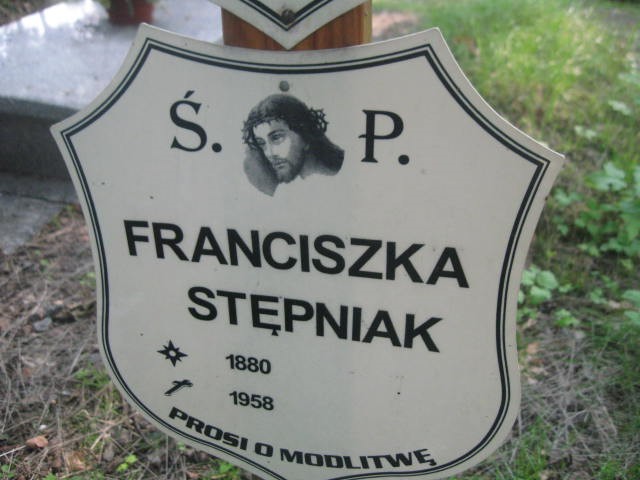 Ś. P.
FRANCISZKA
STĘPNIAK
1880
1958
PROSI O MODLITWĘ